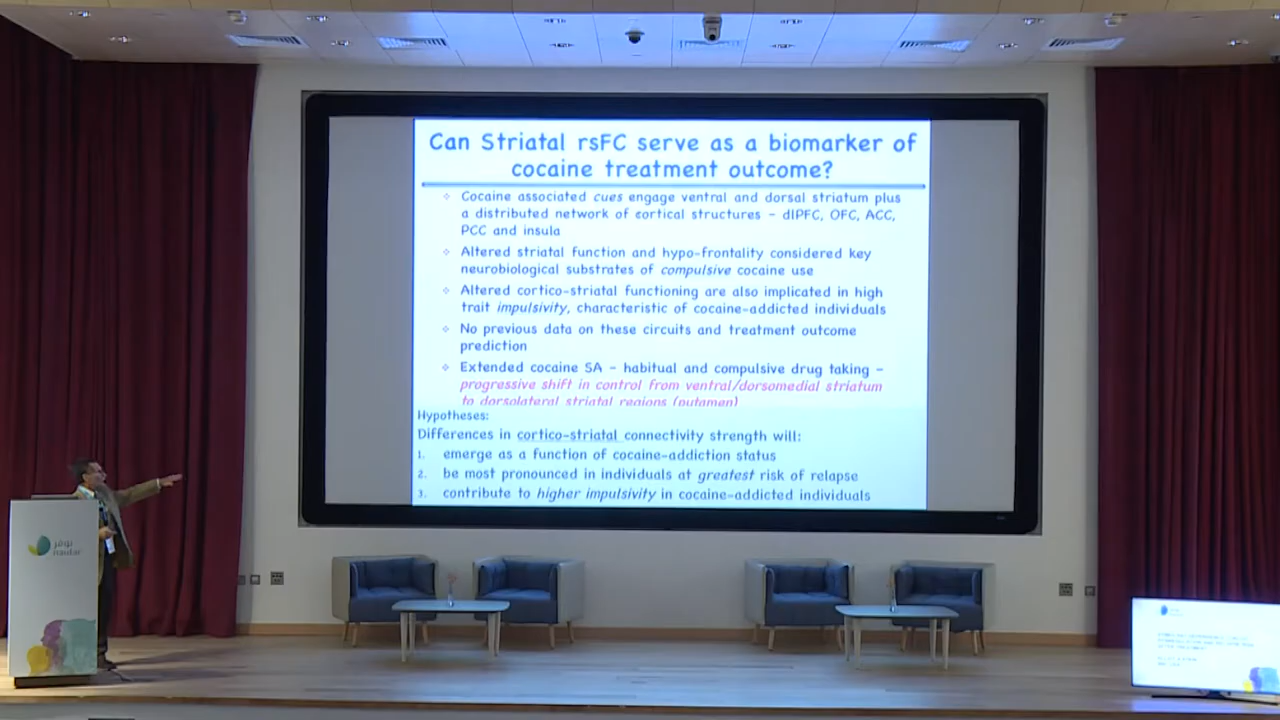 Can Striatal rsFC serve as a biomarker of
cocaine treatment outcome?
Cocaine associated cues engage ventral and dorsal striatum plus
a distributed network of cortical structures – dlPFC, OFC, ACC,
PCC and insula
Altered striatal function and hypo-frontality considered key
neurobiological substrates of compulsive cocaine use
Altered cortico-striatal functioning are also implicated in high
trait impulsivity, characteristic of cocaine-addicted individuals
No previous data on these circuits and treatment outcome
prediction
Extended cocaine SA – habitual and compulsive drug taking –
progressive shift in control from ventral/dorsomedial striatum
to dorsolateral striatal regions (putamen)
Hypotheses:
Differences in cortico-striatal connectivity strength will:
1. emerge as a function of cocaine-addiction status
2. be most pronounced in individuals at greatest risk of relapse
3. contribute to higher impulsivity in cocaine-addicted individuals
نوفر
naufar